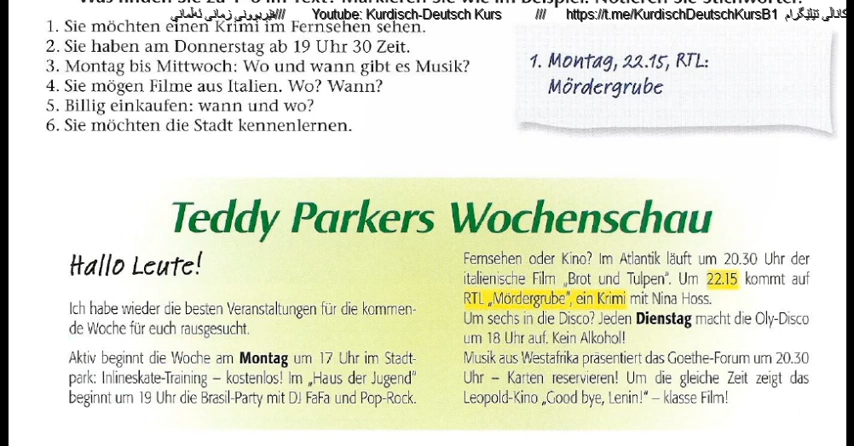 Youtube: Kurdisch-Deutsch Kurs /// https://t.me/KurdischDeutschKursB1 کاناڵی تێلێگرام
1. Sie möchten einen Krimi im Fernsehen sehen.
2. Sie haben am Donnerstag ab 19 Uhr 30 Zeit.
3. Montag bis Mittwoch: Wo und wann gibt es Musik?
4. Sie mögen Filme aus Italien. Wo? Wann?
5. Billig einkaufen: wann und wo?
6. Sie möchten die Stadt kennenlernen.
1. Montag, 22.15, RTL:
Mördergrube
Teddy Parkers Wochenschau
Hallo Leute!
Ich habe wieder die besten Veranstaltungen für die kommen-
de Woche für euch rausgesucht.
Aktiv beginnt die Woche am Montag um 17 Uhr im Stadt-
park: Inlineskate-Training – kostenlos! Im „Haus der Jugend"
beginnt um 19 Uhr die Brasil-Party mit DJ FaFa und Pop-Rock.
Fernsehen oder Kino? Im Atlantik läuft um 20.30 Uhr der
italienische Film „Brot und Tulpen". Um 22.15 kommt auf
RTL „Mördergrube", ein Krimi mit Nina Hoss.
Um sechs in die Disco? Jeden Dienstag macht die Oly-Disco
um 18 Uhr auf. Kein Alkohol!
Musik aus Westafrika präsentiert das Goethe-Forum um 20.30
Uhr – Karten reservieren! Um die gleiche Zeit zeigt das
Leopold-Kino „Good bye, Lenin!" – klasse Film!